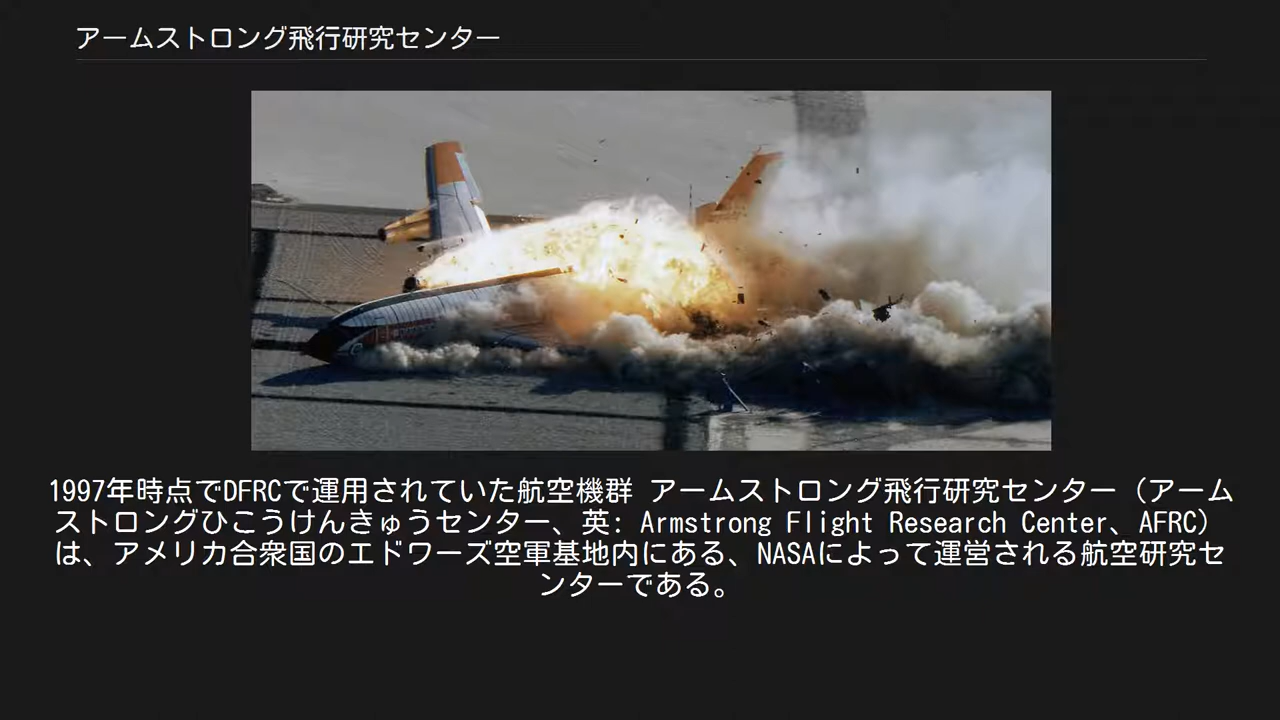 アームストロング飛行研究センター
1997年時点でDFRCで運用されていた航空機群 アームストロング飛行研究センター（アーム
ストロングひこうけんきゅうセンター、英: Armstrong Flight Research Center、AFRC）
は、アメリカ合衆国のエドワーズ空軍基地内にある、NASAによって運営される航空研究セ
ンターである。